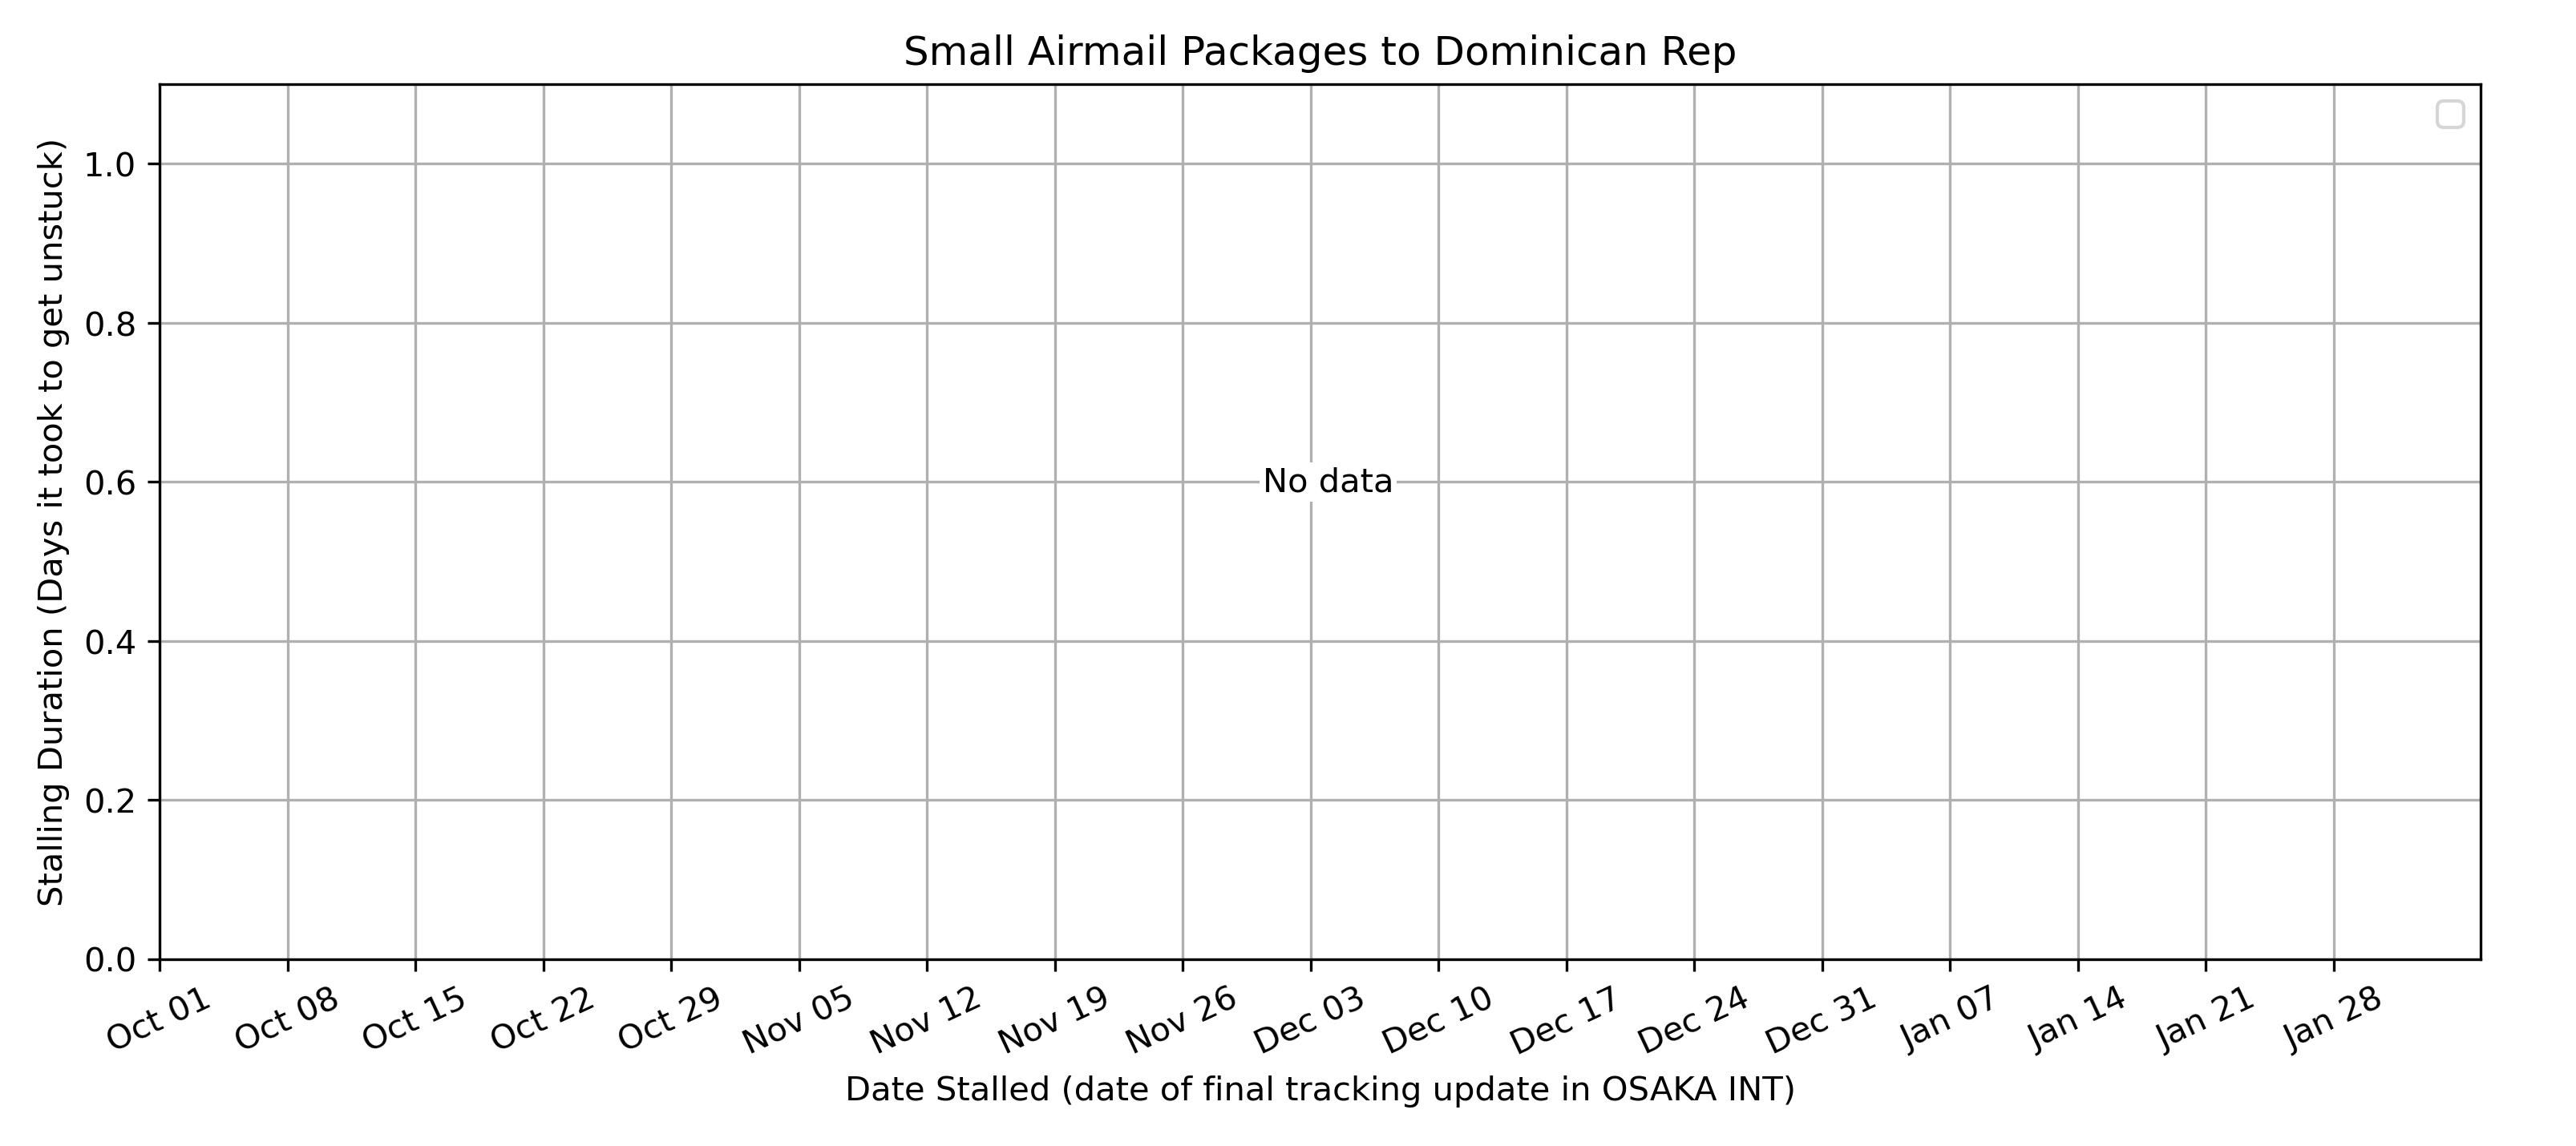 Small Airmail Packages to Dominican Rep
Stalling Duration (Days it took to get unstuck)
1.0
0.8
0.6
0.4
0.2
0.0
No data
Oct 01 Oct 08 Oct 15 Oct 22 Oct 29 Nov 05 Nov 12 Nov 19 Nov 26 Dec 03 Dec 10 Dec 17 Dec 24 Dec 31 Jan 07 Jan 14 Jan 21 Jan 28
Date Stalled (date of final tracking update in OSAKA INT)